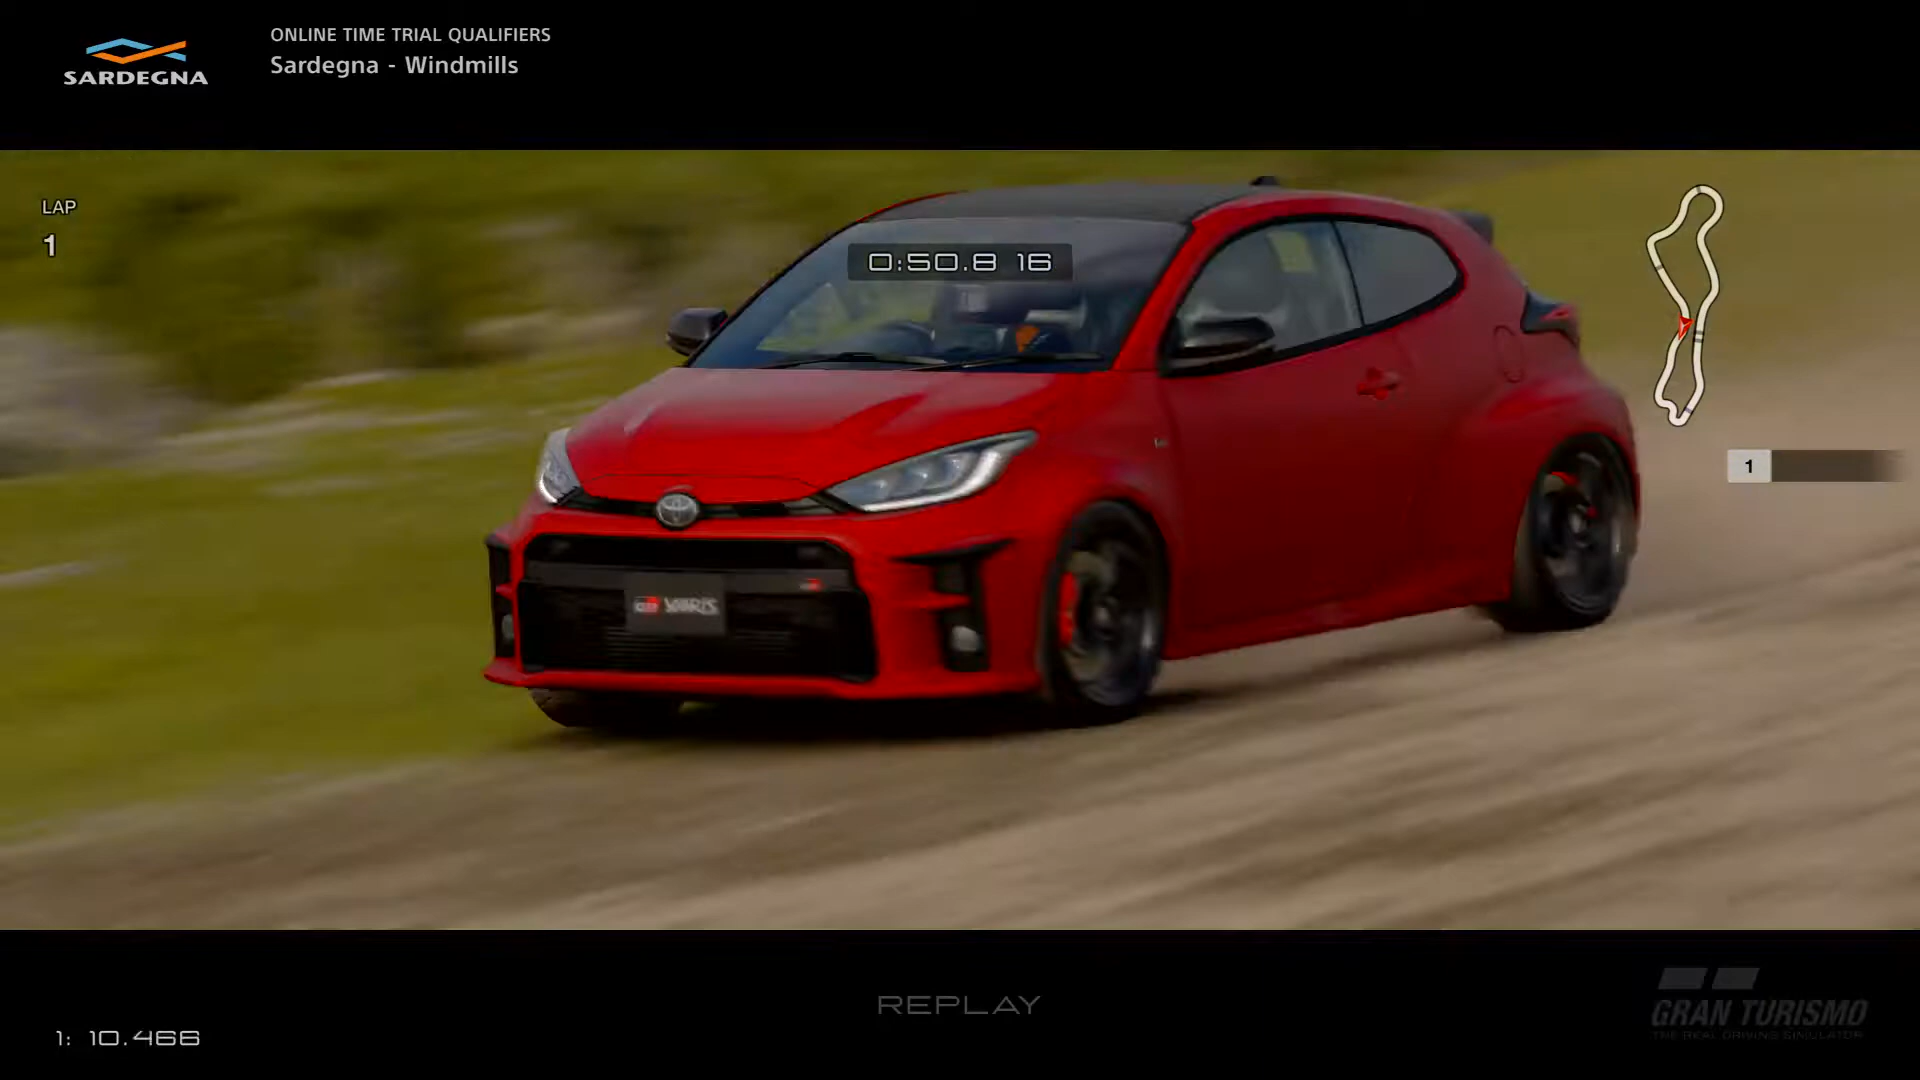 SARDEGNA
ONLINE TIME TRIAL QUALIFIERS
Sardegna - Windmills
LAP
1
0:50.8 16
1
GR YARIS
REPLAY
1: 10.466
GRAN TURISMO
THE REAL DRIVING SIMULATOR